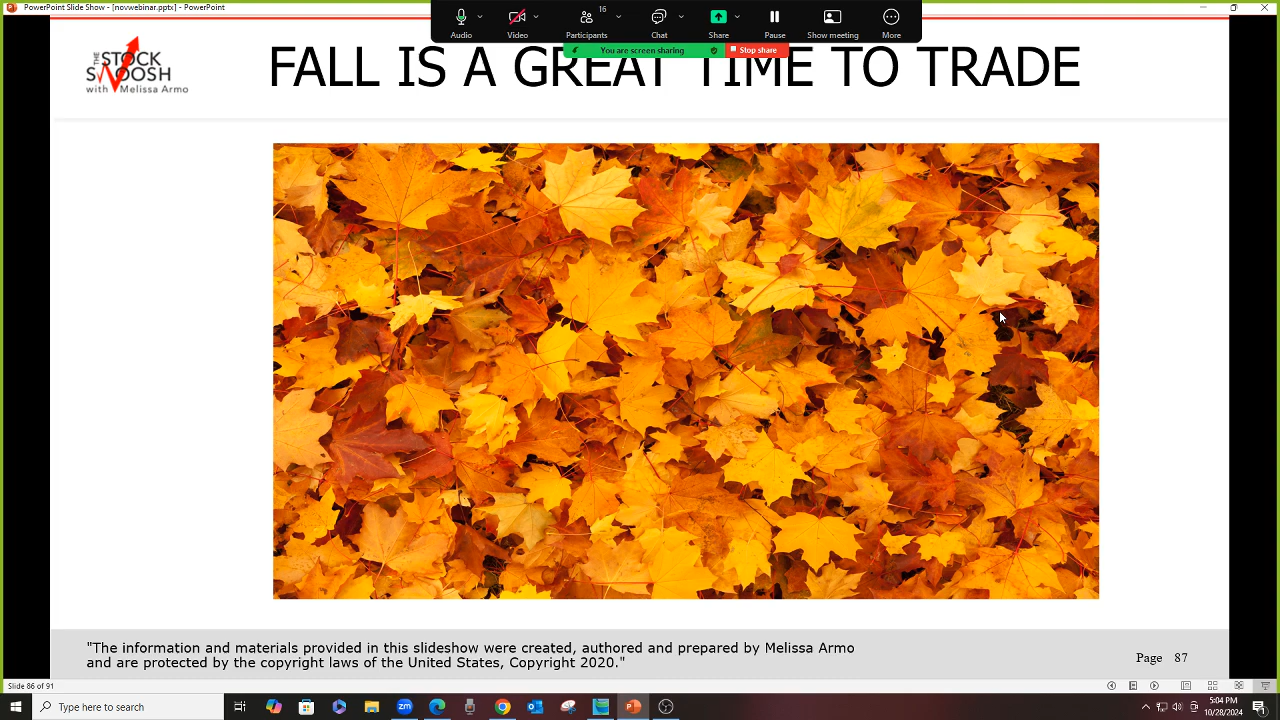 PowerPoint Slide Show - [novwebinar.pptx] - PowerPoint
16
Audio
Video
Participants
Chat
Share
Pause
Show meeting
More
You are screen sharing
Stop share
THE STOCK
SWOOSH
with Melissa Armo
FALL IS A GREAT TIME TO TRADE
"The information and materials provided in this slideshow were created, authored and prepared by Melissa Armo
and are protected by the copyright laws of the United States, Copyright 2020."
Page 87
Slide 86 of 91
Type here to search
5:04 PM
10/28/2024